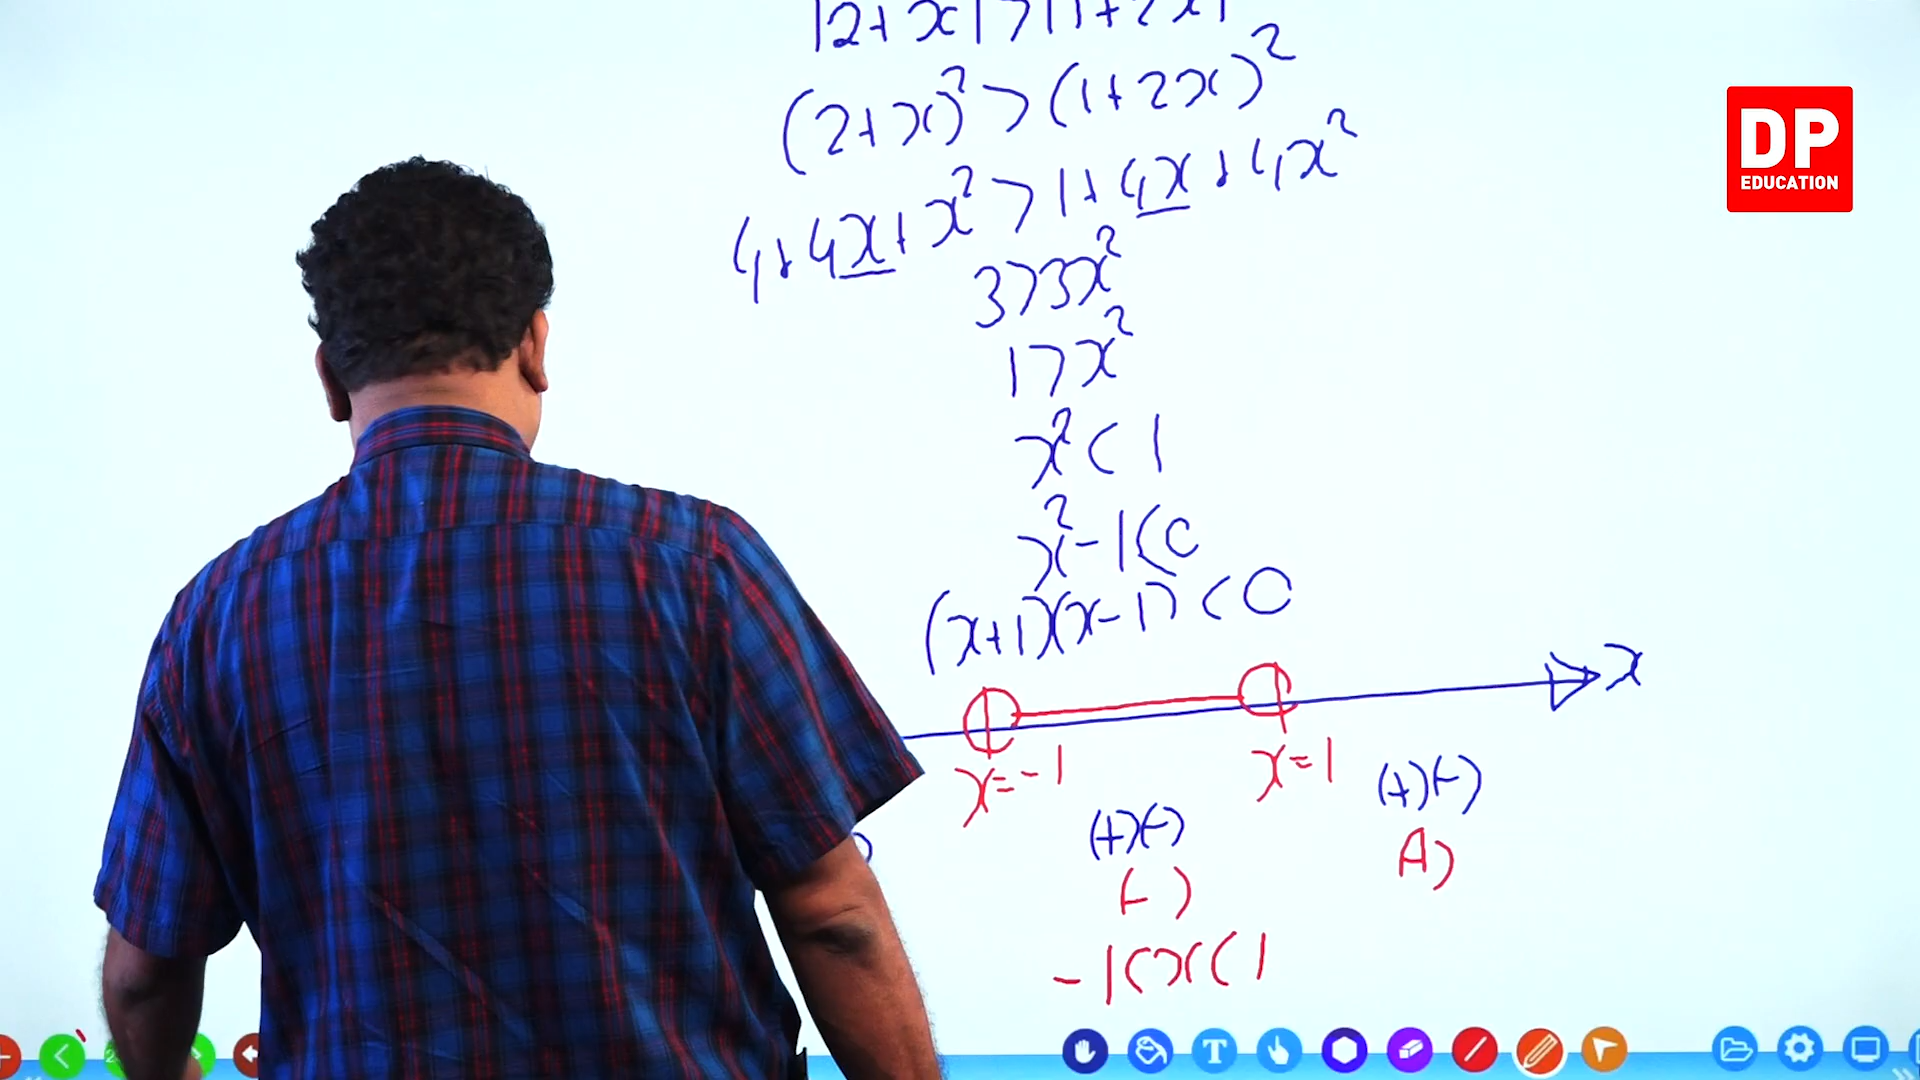 |2+x|>|1+2x|
(2+x)²>(1+2x)²
4+4x+x²>1+4x+4x²
3>3x²
1>x²
x²<1
x²-1<0
(x+1)(x-1)<0
x
x=-1
x=1
(+)(-)
(+)(-)
(-)
-1<x<1
DP
EDUCATION
T